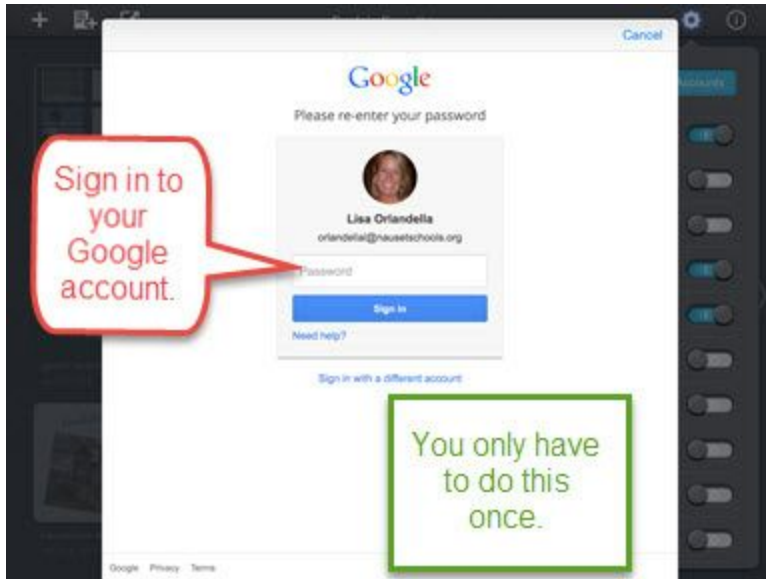 Cancel
Google
Accounts
Please re-enter your password
Sign in to
your
Google
account.
Lisa Orlandella
orlandellal@nausetschools.org
Password
Sign in
Need help?
Sign in with a different account
You only have
to do this
once.
Google Privacy Terms